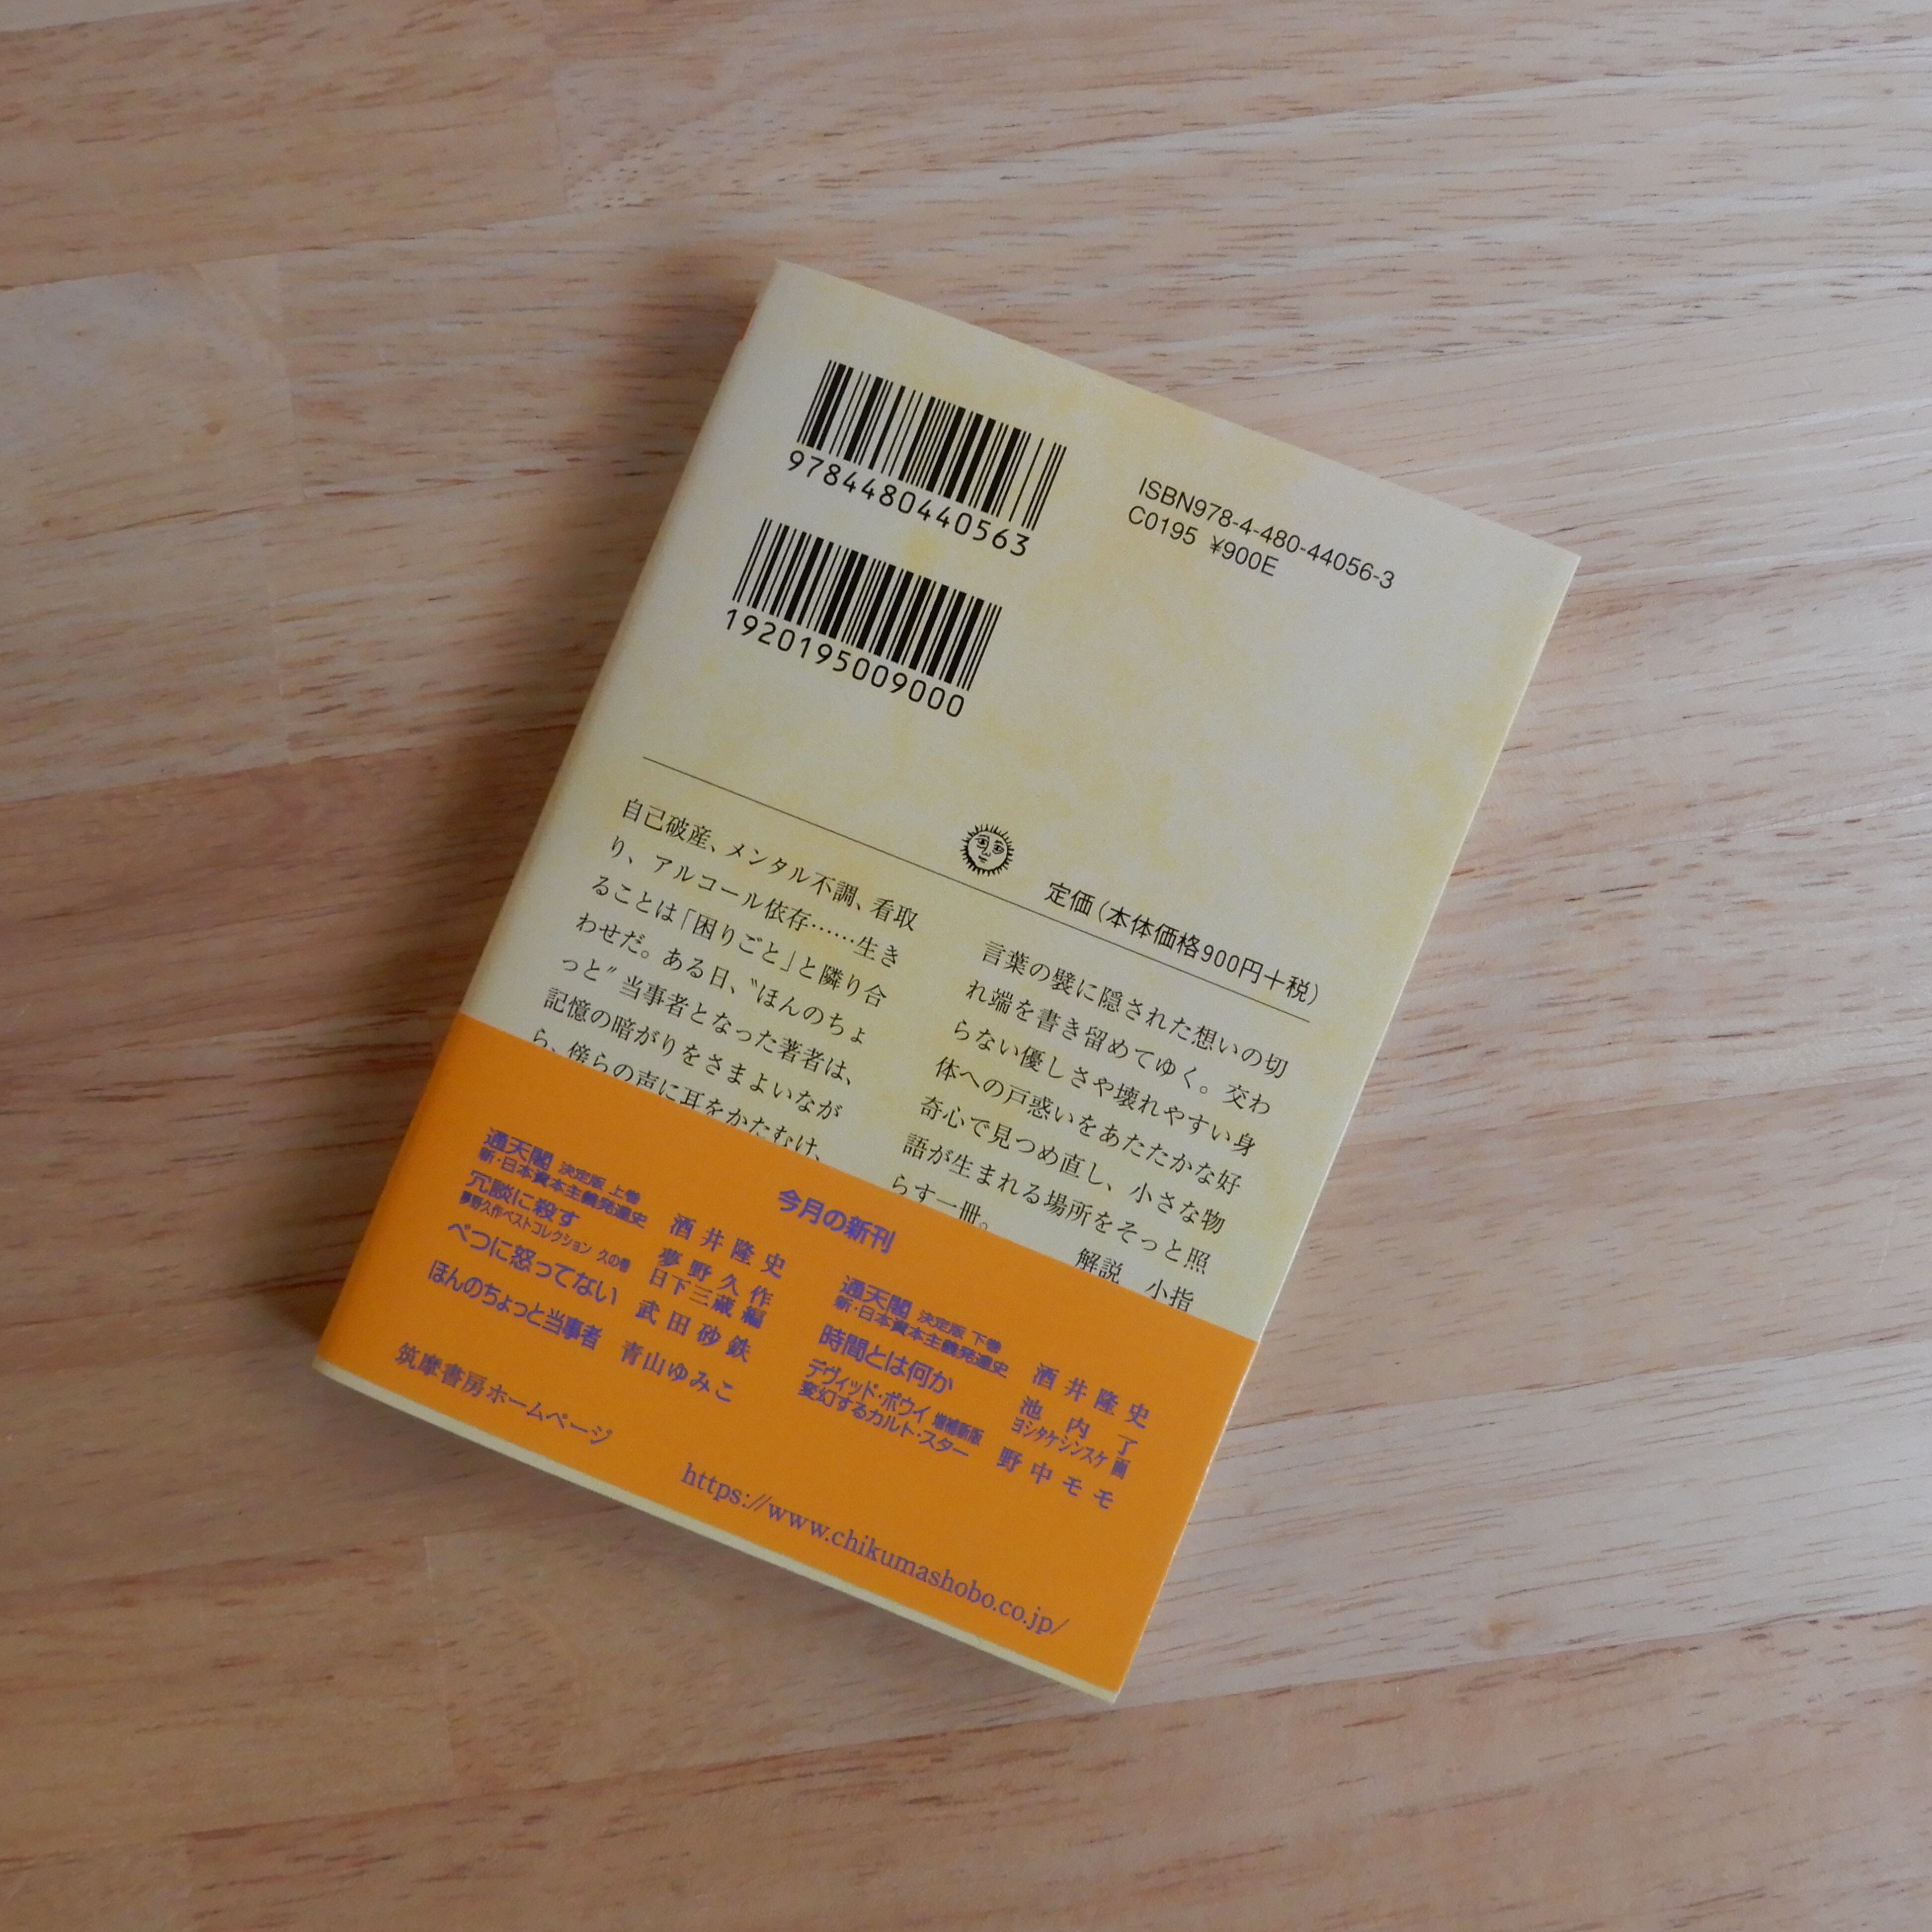 9784480440563
1920195009000
ISBN978-4-480-44056-3
C0195 ¥900E
定価(本体価格900円+税)
自己破産、メンタル不調、看取
り、アルコール依存……生き
ることは「困りごと」と隣り合
わせだ。ある日、〝ほんのちょ
っと〟当事者となった著者は、
記憶の暗がりをさまよいなが
ら、傍らの声に耳をかたむけ、
言葉の襞に隠された想いの切
れ端を書き留めてゆく。交わ
らない優しさや壊れやすい身
体への戸惑いをあたたかな好
奇心で見つめ直し、小さな物
語が生まれる場所をそっと照
らす一冊。
解説 小指
今月の新刊
通天閣 決定版 上巻
新・日本資本主義発達史
酒井隆史
冗談に殺す
夢野久作ベストコレクション 久の巻
夢野久作
日下三蔵 編
べつに怒ってない
武田砂鉄
ほんのちょっと当事者
青山ゆみこ
通天閣 決定版 下巻
新・日本資本主義発達史
酒井隆史
時間とは何か
池内了
ヨシタケシンスケ 画
デヴィッド・ボウイ 増補新版
変幻するカルト・スター
野中モモ
筑摩書房ホームページ
https://www.chikumashobo.co.jp/